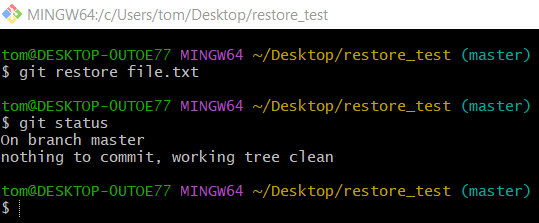 MINGW64:/c/Users/tom/Desktop/restore_test
tom@DESKTOP-OUTOE77 MINGW64 ~/Desktop/restore_test (master)
$ git restore file.txt
tom@DESKTOP-OUTOE77 MINGW64 ~/Desktop/restore_test (master)
$ git status
On branch master
nothing to commit, working tree clean
tom@DESKTOP-OUTOE77 MINGW64 ~/Desktop/restore_test (master)
$